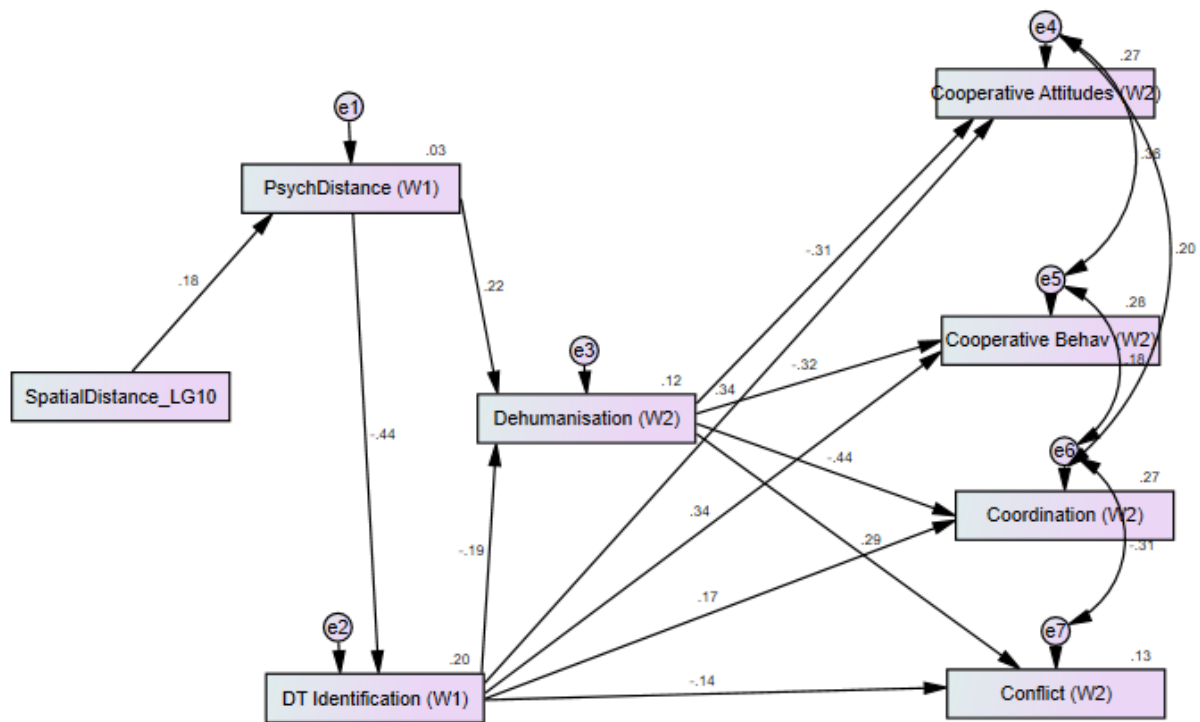 e4
.27
Cooperative Attitudes (W2)
e1
.03
.36
PsychDistance (W1)
-.31
.20
.18
.22
e5
.28
Cooperative Behav (W2)
e3
.12
-.32
.18
.34
SpatialDistance_LG10
Dehumanisation (W2)
-.44
-.44
e6
.27
.34
Coordination (W2)
-.19
.29
-.31
.17
e2
e7
.20
.13
DT Identification (W1)
-.14
Conflict (W2)